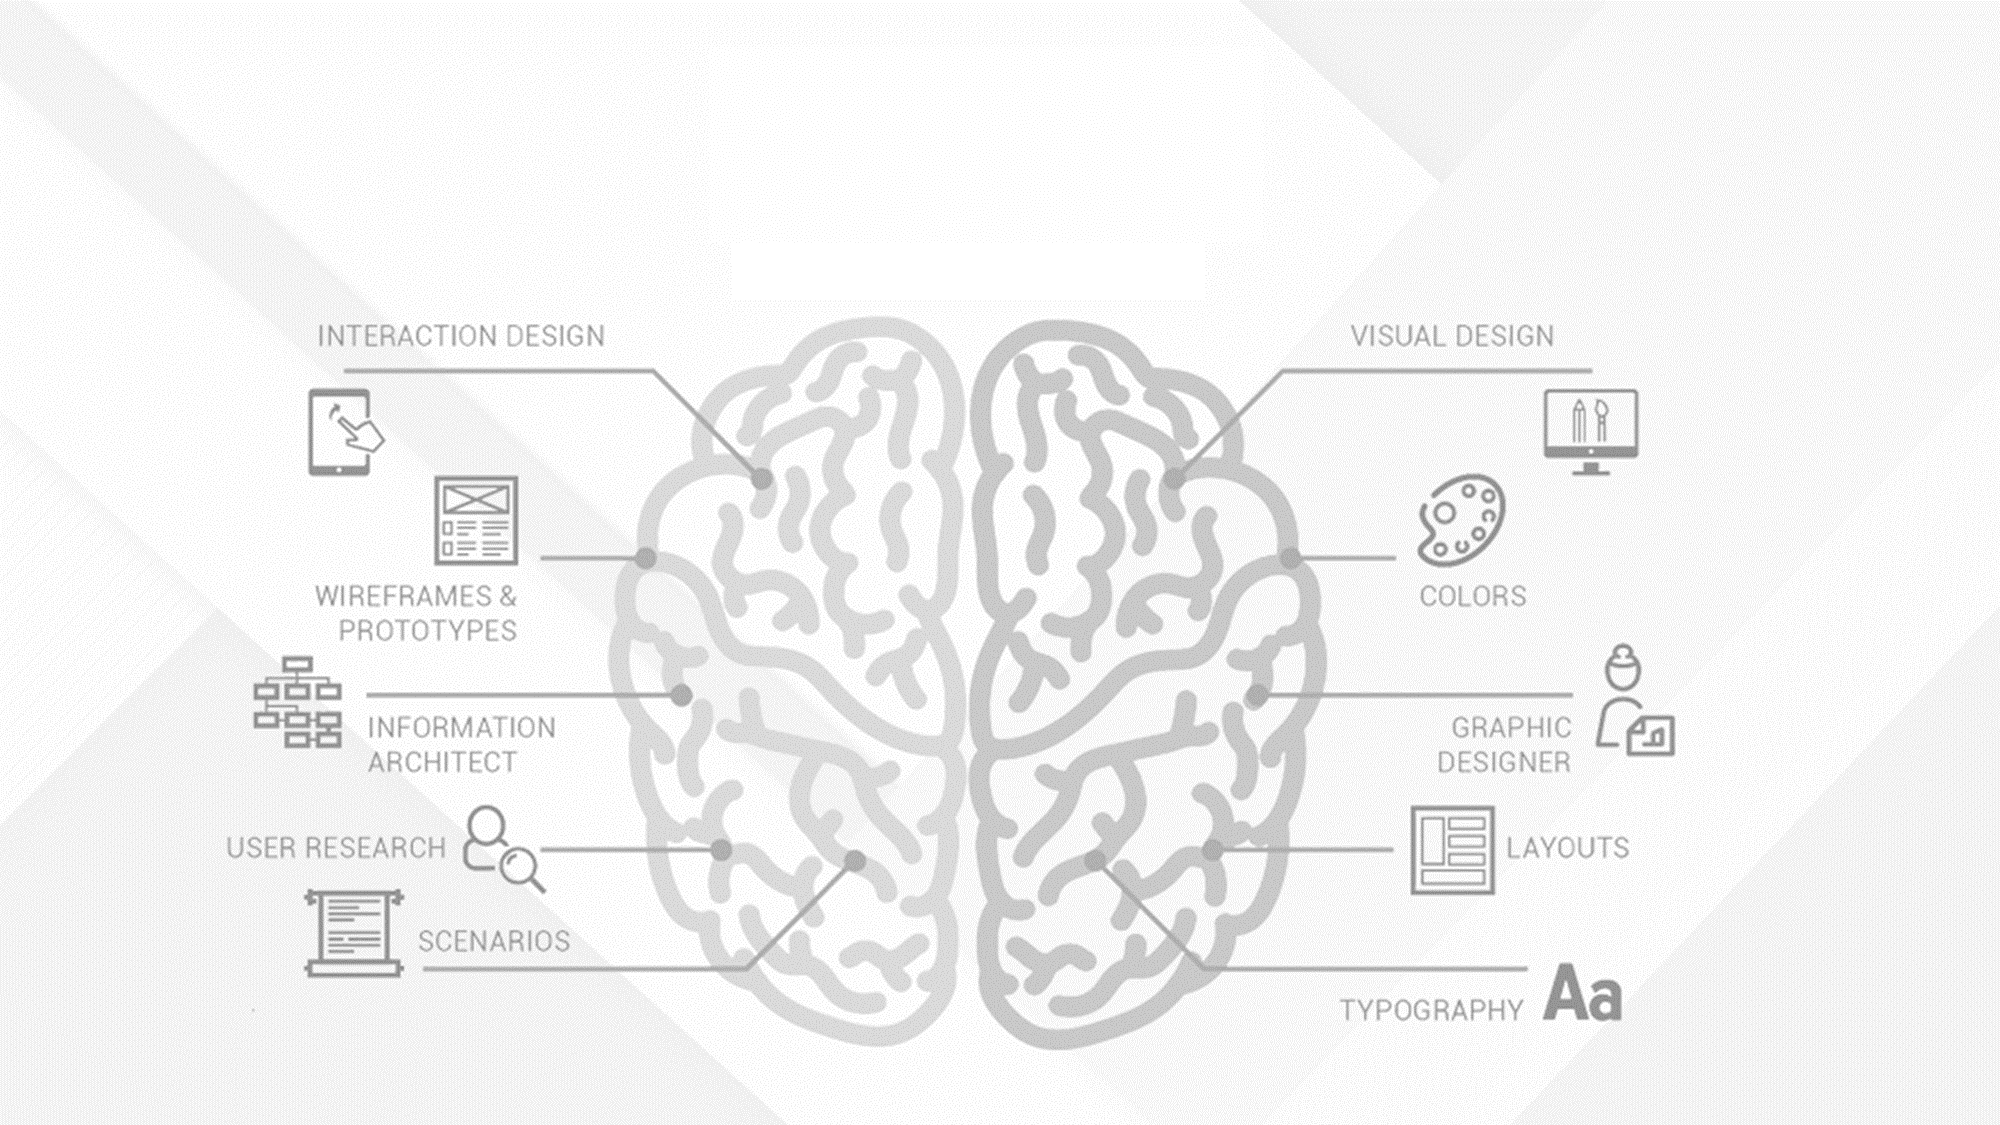 INTERACTION DESIGN
WIREFRAMES &
PROTOTYPES
INFORMATION
ARCHITECT
USER RESEARCH
SCENARIOS
VISUAL DESIGN
COLORS
GRAPHIC
DESIGNER
LAYOUTS
TYPOGRAPHY Aa